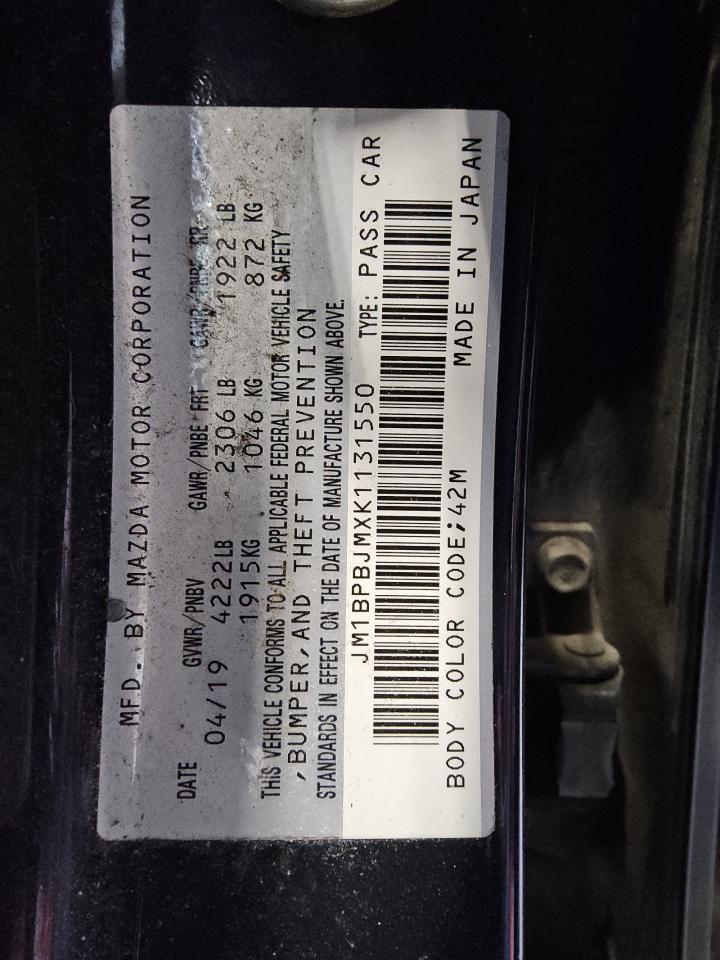 MFD. BY MAZDA MOTOR CORPORATION
DATE GVWR/PNBV GAWR/PNBE FRT GAWR/PNBE RR
04/19 4222LB 2306 LB 1922 LB
1915KG 1046 KG 872 KG
THIS VEHICLE CONFORMS TO ALL APPLICABLE FEDERAL MOTOR VEHICLE SAFETY
,BUMPER,AND THEFT PREVENTION
STANDARDS IN EFFECT ON THE DATE OF MANUFACTURE SHOWN ABOVE.
JM1BPBJMXK1131550 TYPE: PASS CAR
BODY COLOR CODE;42M MADE IN JAPAN